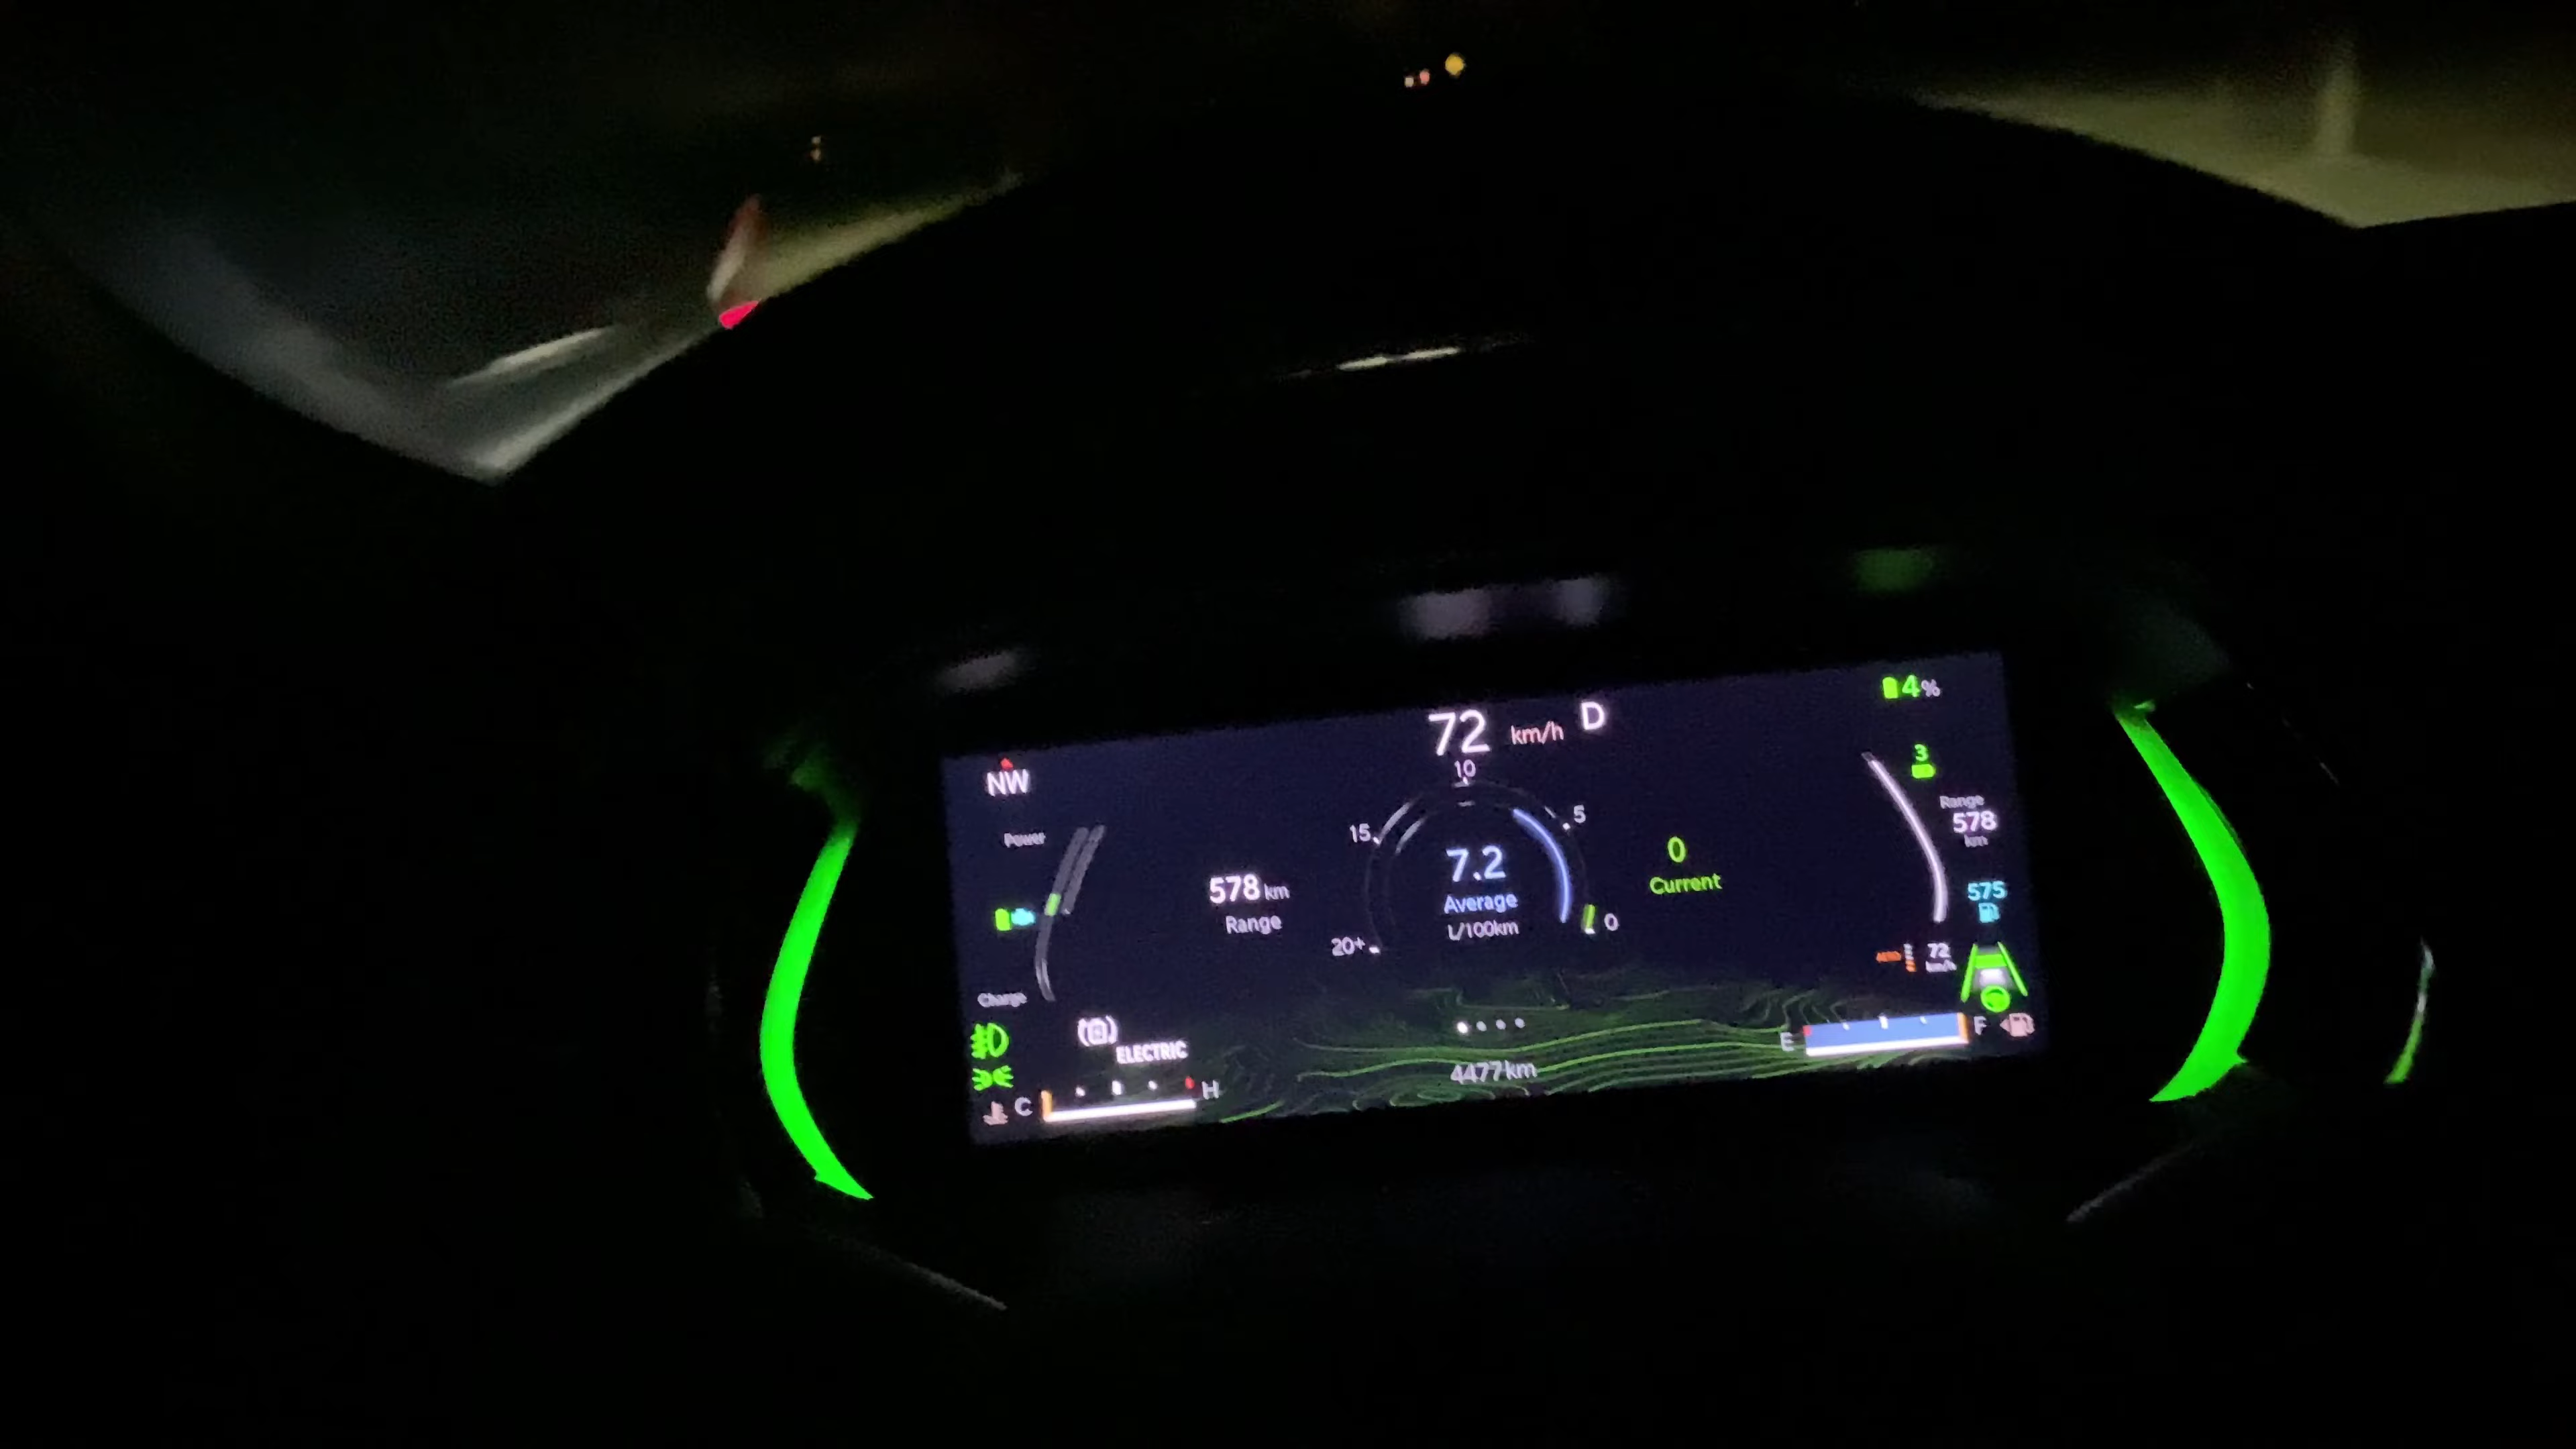 4%
72 km/h D
NW
10
3
Power
15
5
Range
578
km
7.2
0
Current
578 km
Range
Average
L/100km
575
20+
0
AUTO
72
km/h
Charge
ELECTRIC
E
F
4477km
C
H